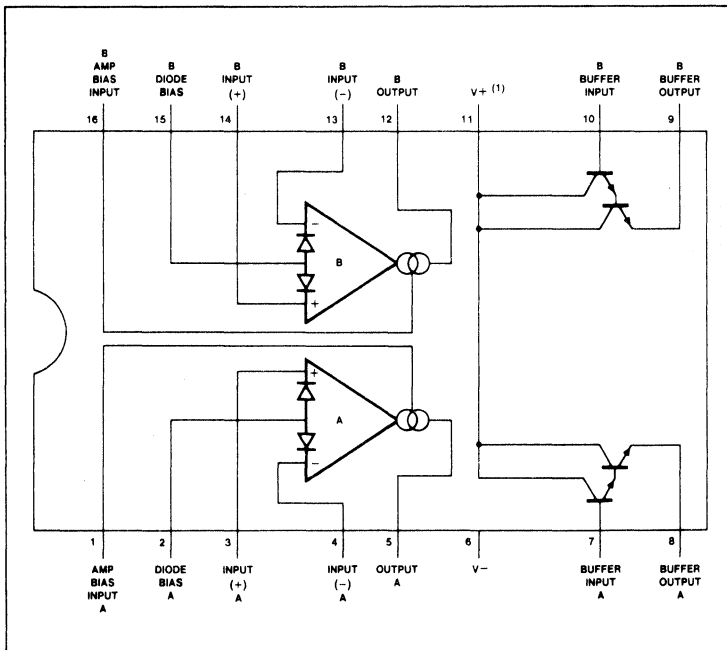 B
AMP
BIAS
INPUT
16
B
DIODE
BIAS
15
B
INPUT
(+)
14
B
INPUT
(-)
13
B
OUTPUT
12
V+ (1)
11
B
BUFFER
INPUT
10
B
BUFFER
OUTPUT
9
−
B
+
+
A
−
1
AMP
BIAS
INPUT
A
2
DIODE
BIAS
A
3
INPUT
(+)
A
4
INPUT
(-)
A
5
OUTPUT
A
6
V−
7
BUFFER
INPUT
A
8
BUFFER
OUTPUT
A